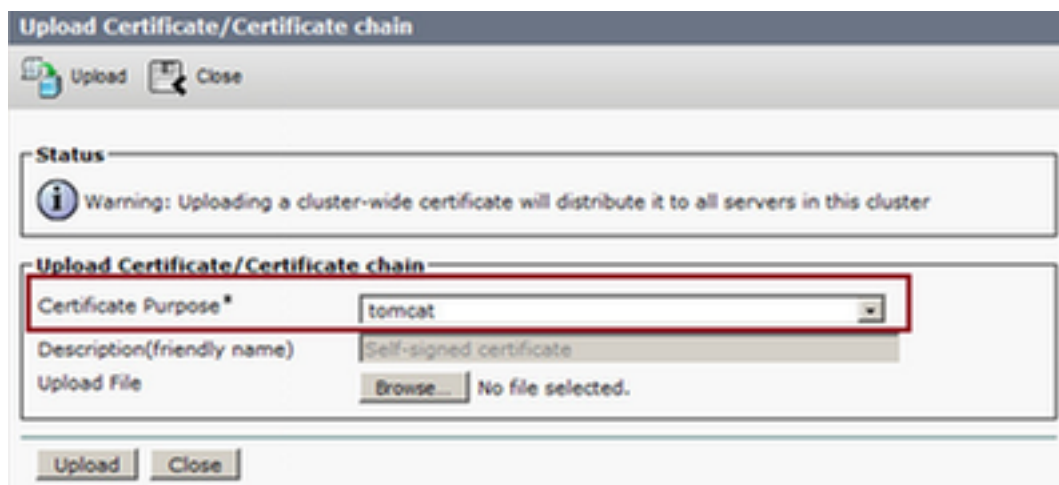 Upload Certificate/Certificate chain
Upload Close
Status
Warning: Uploading a cluster-wide certificate will distribute it to all servers in this cluster
Upload Certificate/Certificate chain
Certificate Purpose* tomcat
Description(friendly name) Self-signed certificate
Upload File Browse... No file selected.
Upload Close